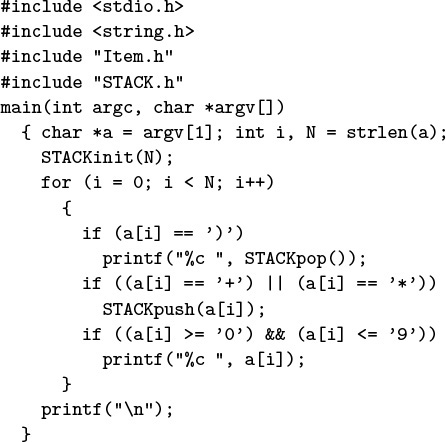 #include <stdio.h>
#include <string.h>
#include "Item.h"
#include "STACK.h"
main(int argc, char *argv[])
  { char *a = argv[1]; int i, N = strlen(a);
    STACKinit(N);
    for (i = 0; i < N; i++)
      {
        if (a[i] == ')')
          printf("%c ", STACKpop());
        if ((a[i] == '+') || (a[i] == '*'))
          STACKpush(a[i]);
        if ((a[i] >= '0') && (a[i] <= '9'))
          printf("%c ", a[i]);
      }
    printf("\n");
  }